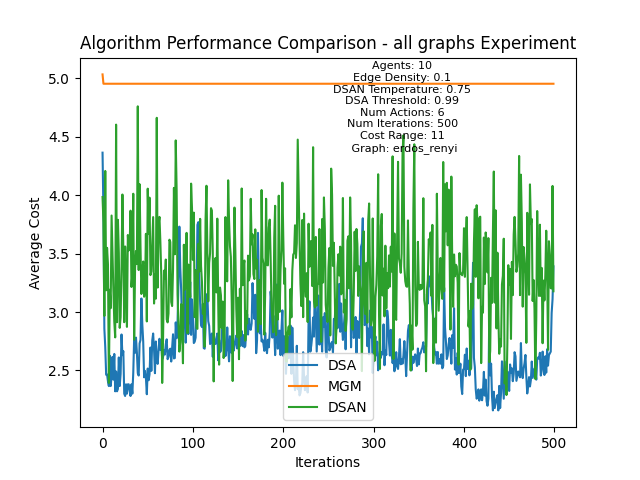 Algorithm Performance Comparison - all graphs Experiment
Agents: 10
Edge Density: 0.1
DSAN Temperature: 0.75
DSA Threshold: 0.99
Num Actions: 6
Num Iterations: 500
Cost Range: 11
Graph: erdos_renyi
Average Cost
5.0
4.5
4.0
3.5
3.0
2.5
DSA
MGM
DSAN
0 100 200 300 400 500
Iterations